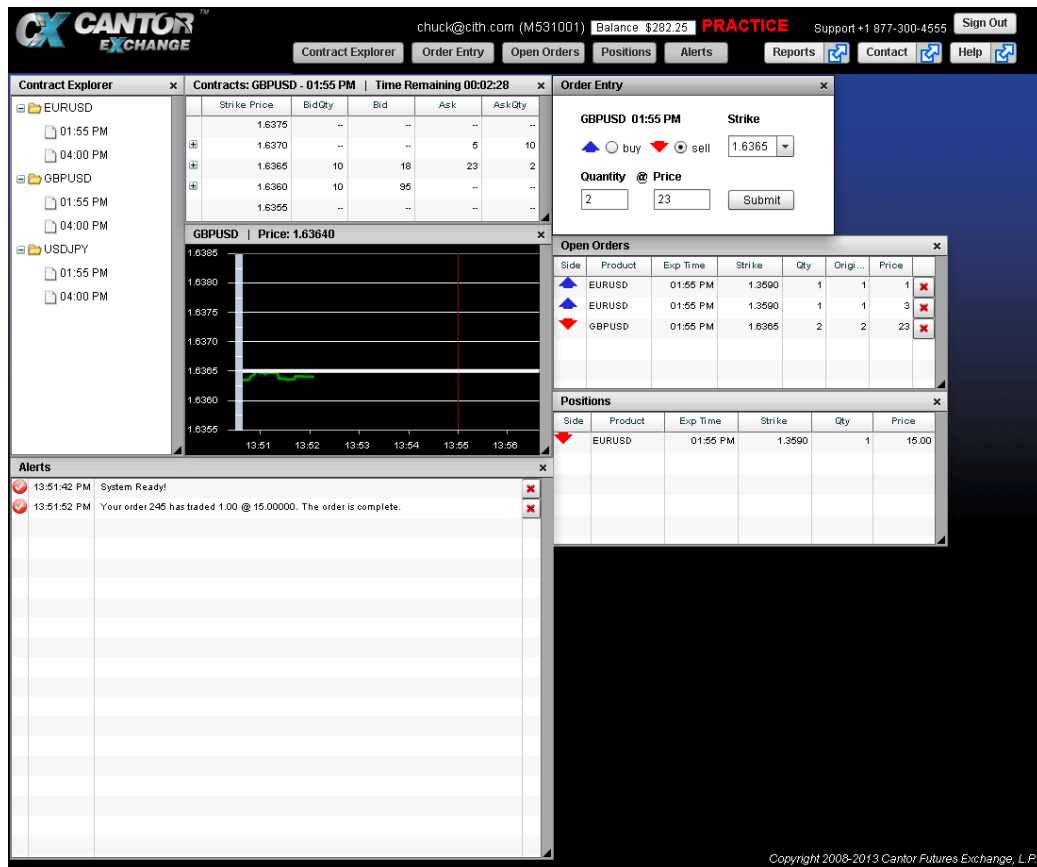 CX CANTOR EXCHANGE ™
chuck@cith.com (M531001) Balance $282.25 PRACTICE Support +1 877-300-4555 Sign Out
Contract Explorer Order Entry Open Orders Positions Alerts Reports Contact Help
Contract Explorer x
EURUSD
01:55 PM
04:00 PM
GBPUSD
01:55 PM
04:00 PM
USDJPY
01:55 PM
04:00 PM
Contracts: GBPUSD - 01:55 PM | Time Remaining 00:02:28 x
Strike Price BidQty Bid Ask AskQty
1.6375 -- -- -- --
1.6370 -- -- 5 10
1.6365 10 18 23 2
1.6360 10 95 -- --
1.6355 -- -- -- --
GBPUSD | Price: 1.63640 x
1.6385
1.6380
1.6375
1.6370
1.6365
1.6360
1.6355
13:51 13:52 13:53 13:54 13:55 13:56
Order Entry x
GBPUSD 01:55 PM Strike
buy sell 1.6365
Quantity @ Price
2 23 Submit
Open Orders x
Side Product Exp Time Strike Qty Origi... Price
EURUSD 01:55 PM 1.3590 1 1 1
EURUSD 01:55 PM 1.3590 1 1 3
GBPUSD 01:55 PM 1.6365 2 2 23
Positions x
Side Product Exp Time Strike Qty Price
EURUSD 01:55 PM 1.3590 1 15.00
Alerts x
13:51:42 PM System Ready!
13:51:52 PM Your order 245 has traded 1.00 @ 15.00000. The order is complete.
Copyright 2008-2013 Cantor Futures Exchange, L.P.